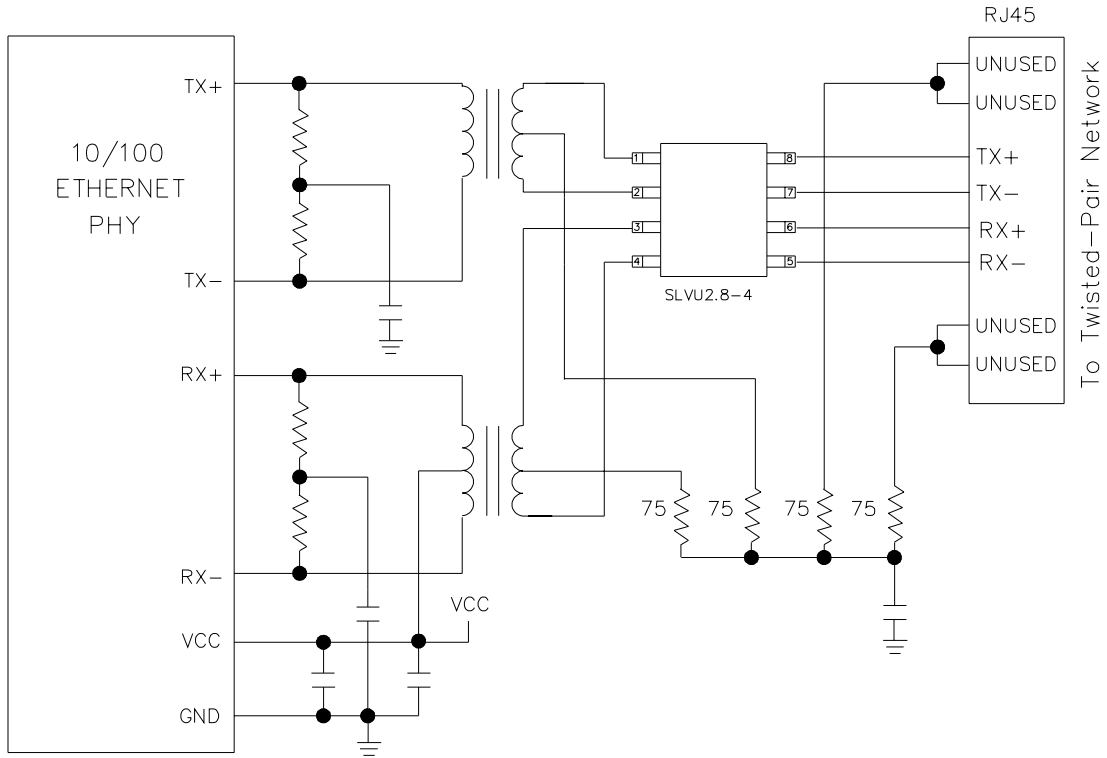 RJ45
10/100
ETHERNET
PHY
TX+
TX-
RX+
RX-
VCC
GND
VCC
1
2
3
4
8
7
6
5
SLVU2.8-4
75
75
75
75
UNUSED
UNUSED
TX+
TX-
RX+
RX-
UNUSED
UNUSED
To Twisted-Pair Network